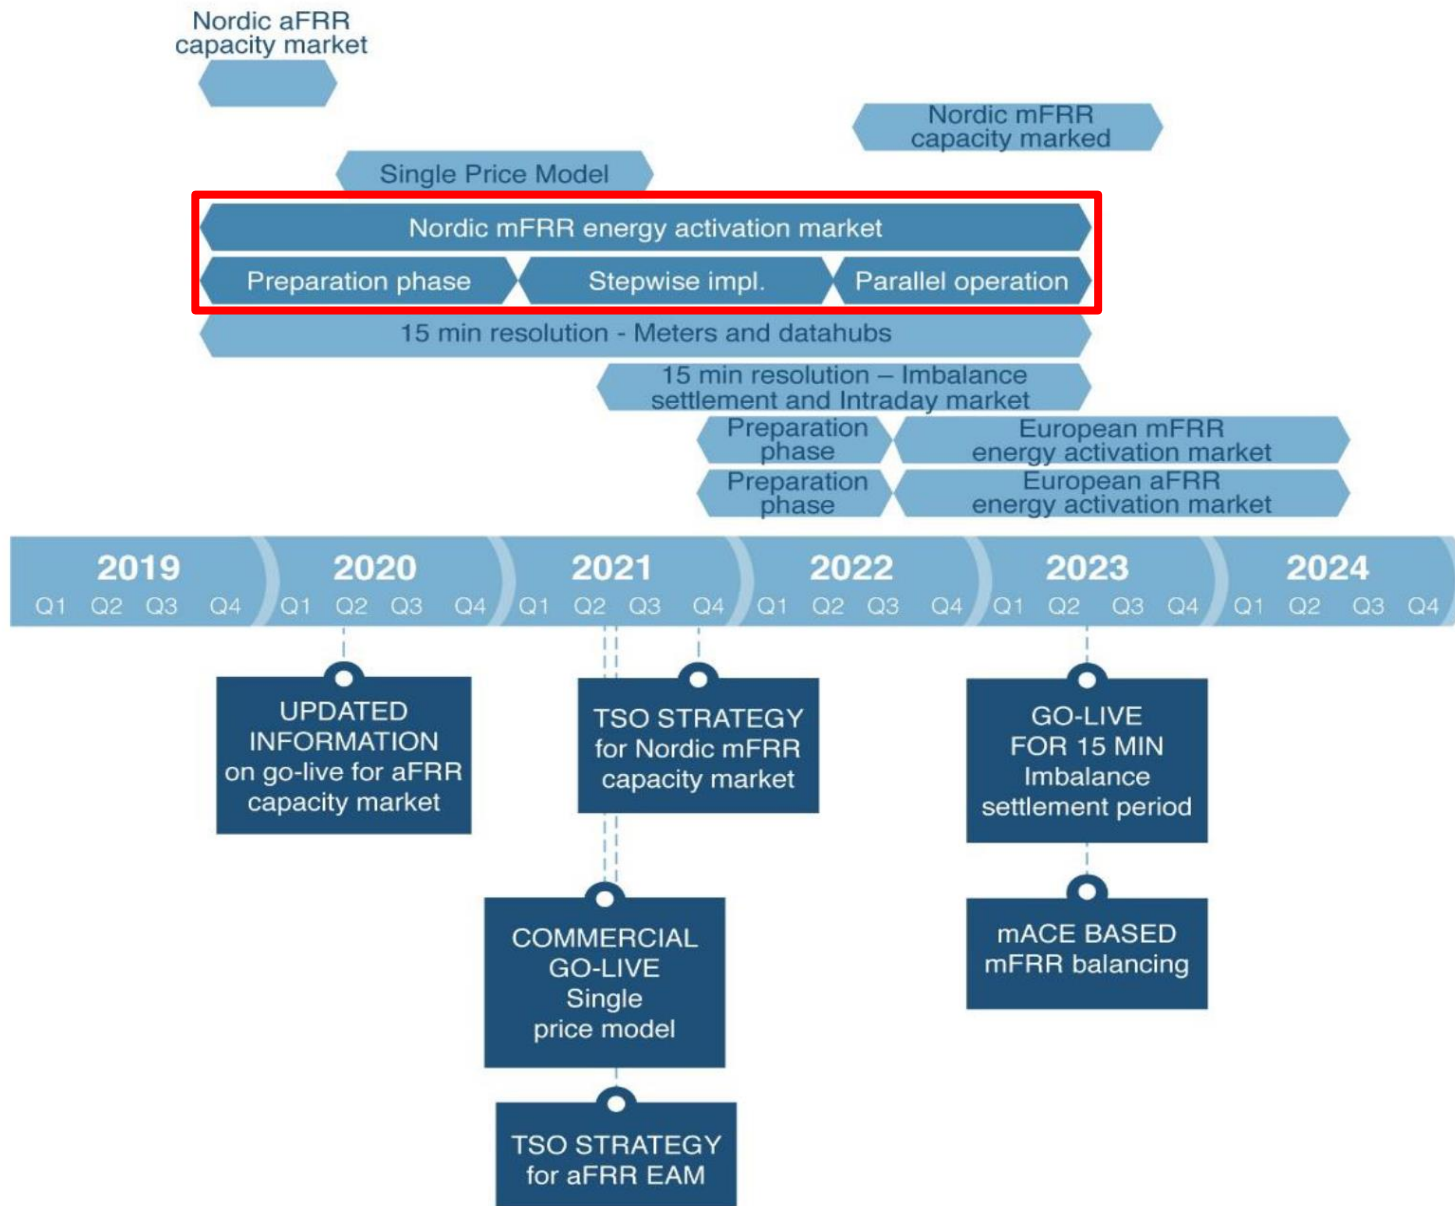 Nordic aFRR
capacity market
Nordic mFRR
capacity marked
Single Price Model
Nordic mFRR energy activation market
Preparation phase
Stepwise impl.
Parallel operation
15 min resolution - Meters and datahubs
15 min resolution – Imbalance
settlement and Intraday market
Preparation
phase
European mFRR
energy activation market
Preparation
phase
European aFRR
energy activation market
2019
2020
2021
2022
2023
2024
Q1 Q2 Q3 Q4 Q1 Q2 Q3 Q4 Q1 Q2 Q3 Q4 Q1 Q2 Q3 Q4 Q1 Q2 Q3 Q4 Q1 Q2 Q3 Q4
UPDATED
INFORMATION
on go-live for aFRR
capacity market
TSO STRATEGY
for Nordic mFRR
capacity market
GO-LIVE
FOR 15 MIN
Imbalance
settlement period
COMMERCIAL
GO-LIVE
Single
price model
mACE BASED
mFRR balancing
TSO STRATEGY
for aFRR EAM